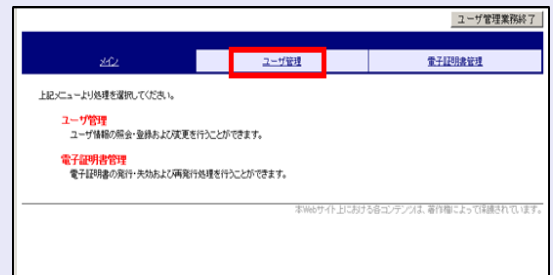 ユーザ管理業務終了
メイン ユーザ管理 電子証明書管理
上記メニューより処理を選択してください。
ユーザ管理
ユーザ情報の照会・登録および変更を行うことができます。
電子証明書管理
電子証明書の発行・失効および再発行処理を行うことができます。
本Webサイト上における各コンテンツは、著作権によって保護されています。